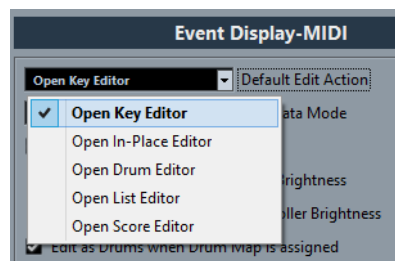 Event Display-MIDI
Open Key Editor Default Edit Action
Open Key Editor ata Mode
Open In-Place Editor
Open Drum Editor rightness
Open List Editor
Open Score Editor oller Brightness
Edit as Drums when Drum Map is assigned